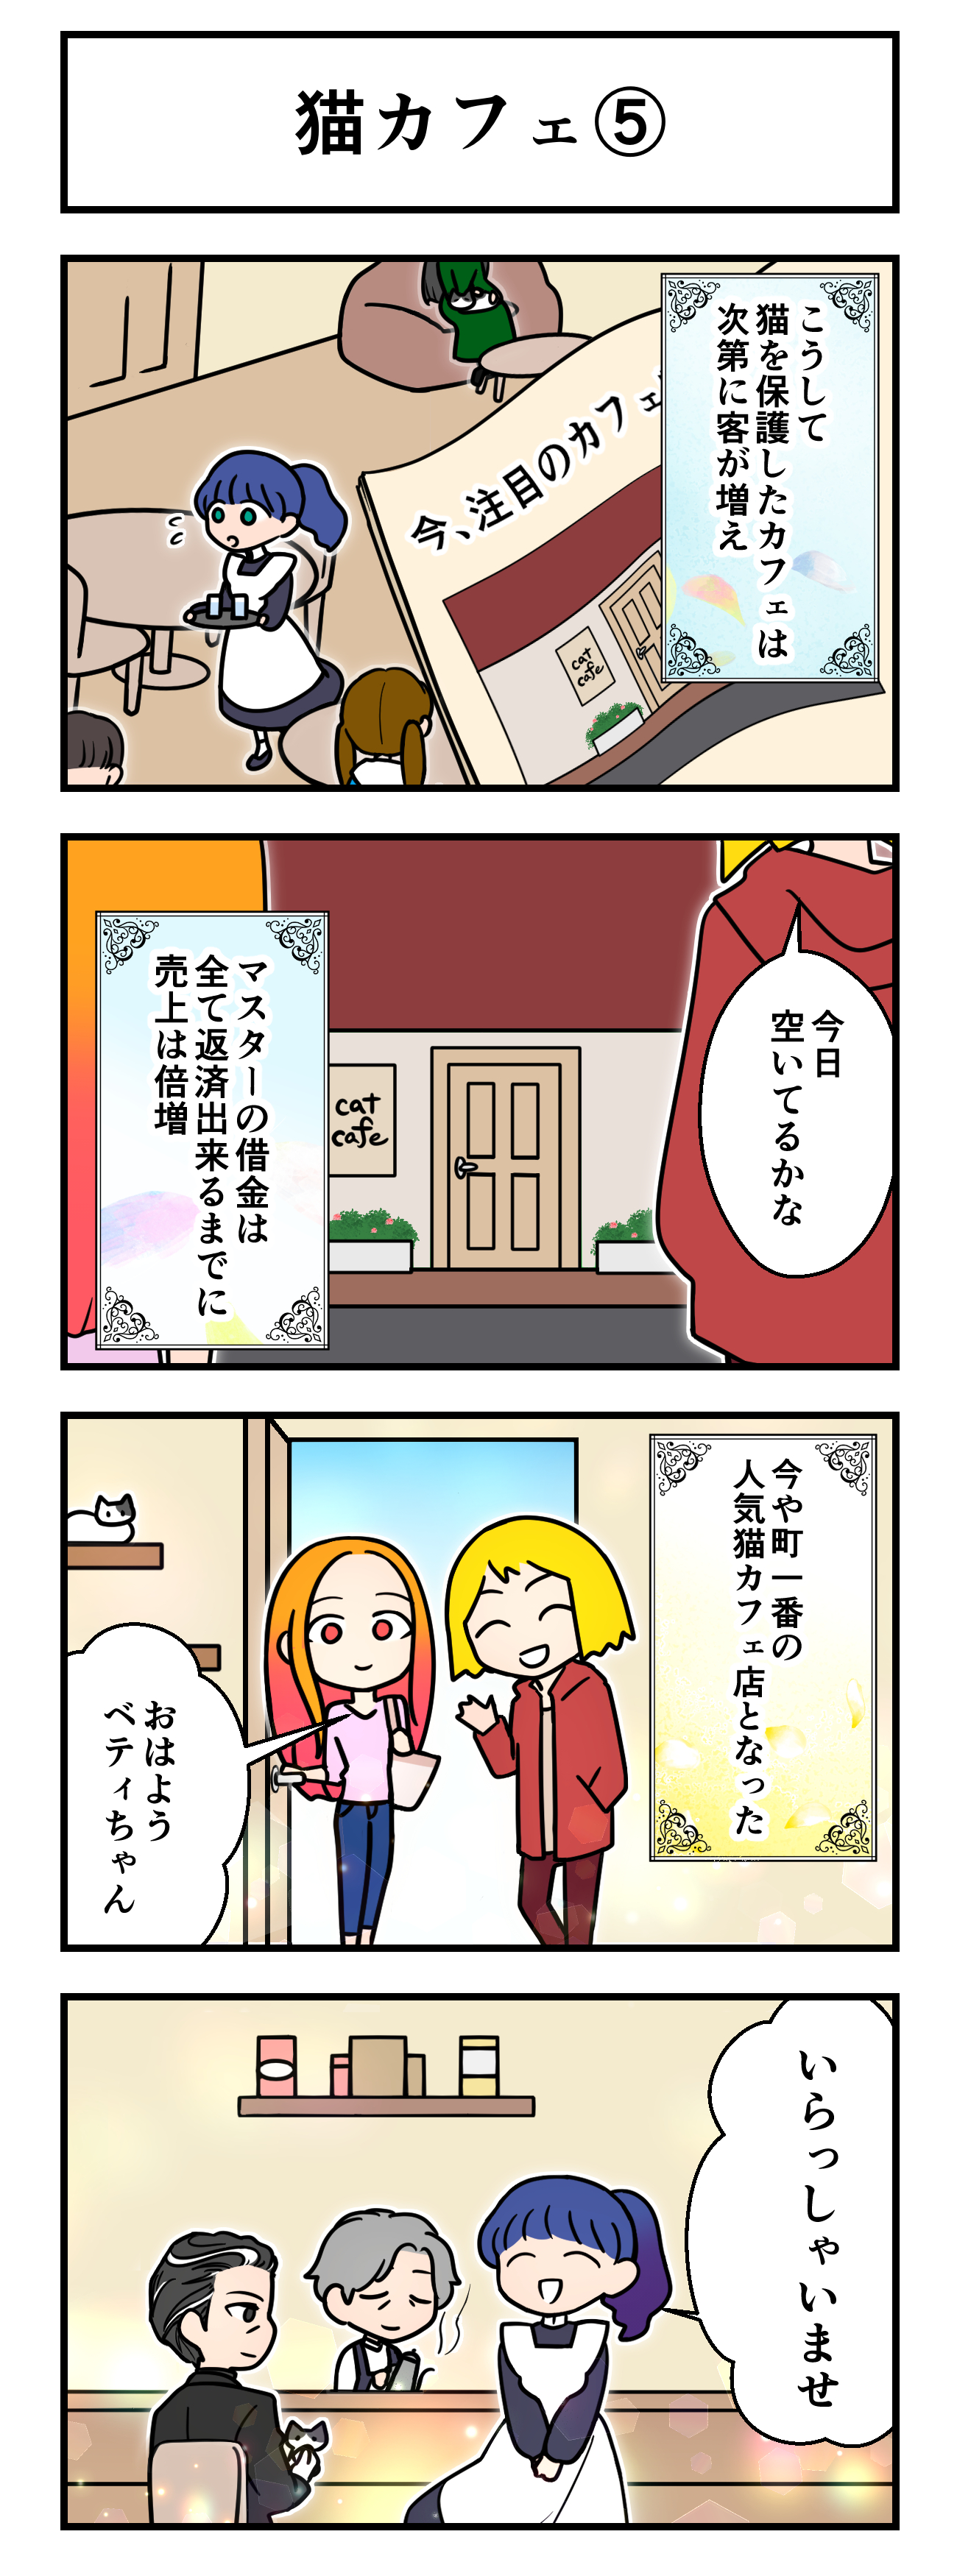 猫カフェ⑤
こうして
猫を保護したカフェは
次第に客が増え
今、注目のカフェ
cat
cafe
今日
空いてるかな
cat
cafe
マスターの借金は
全て返済出来るまでに
売上は倍増
今や町一番の
人気猫カフェ店となった
おはよう
ベティちゃん
いらっしゃいませ